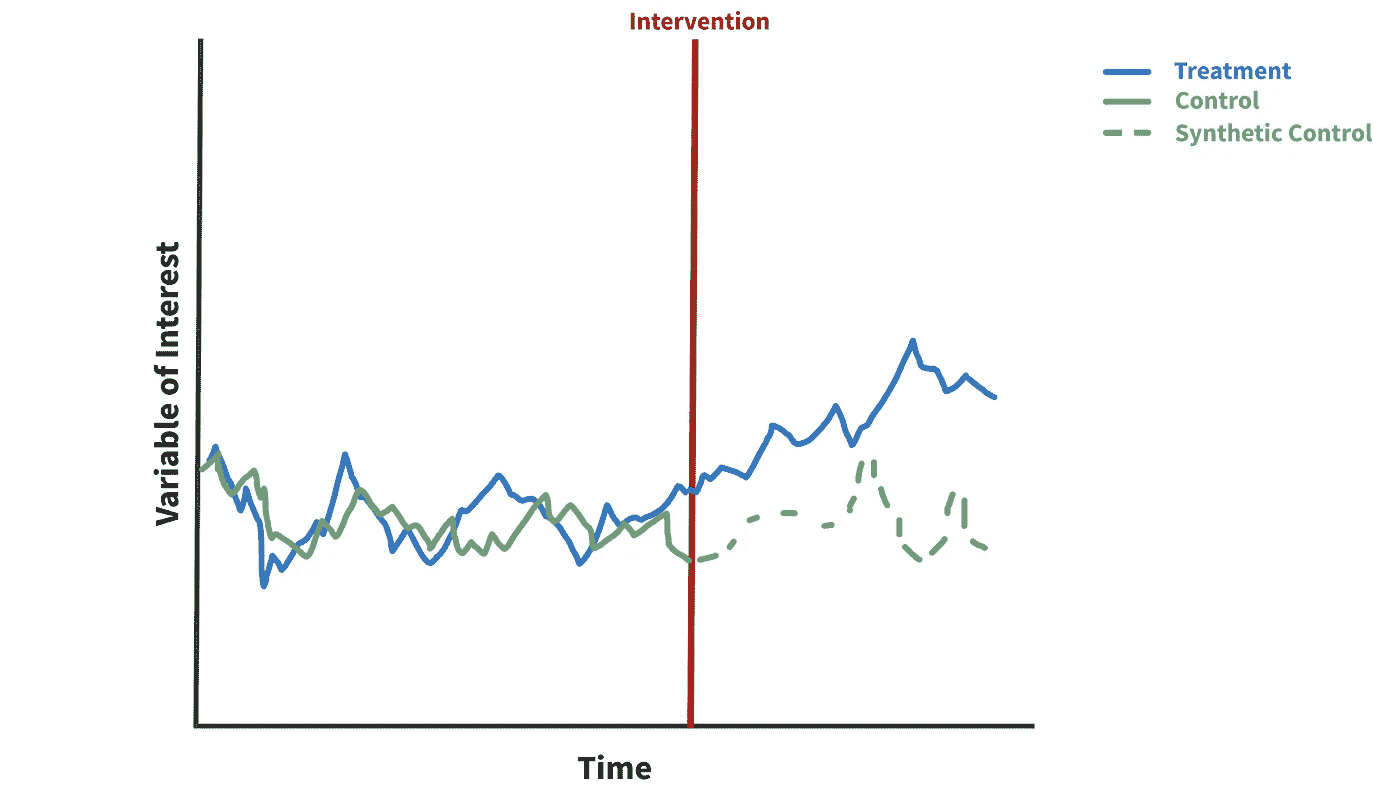 Intervention
Treatment
Control
Synthetic Control
Variable of Interest
Time